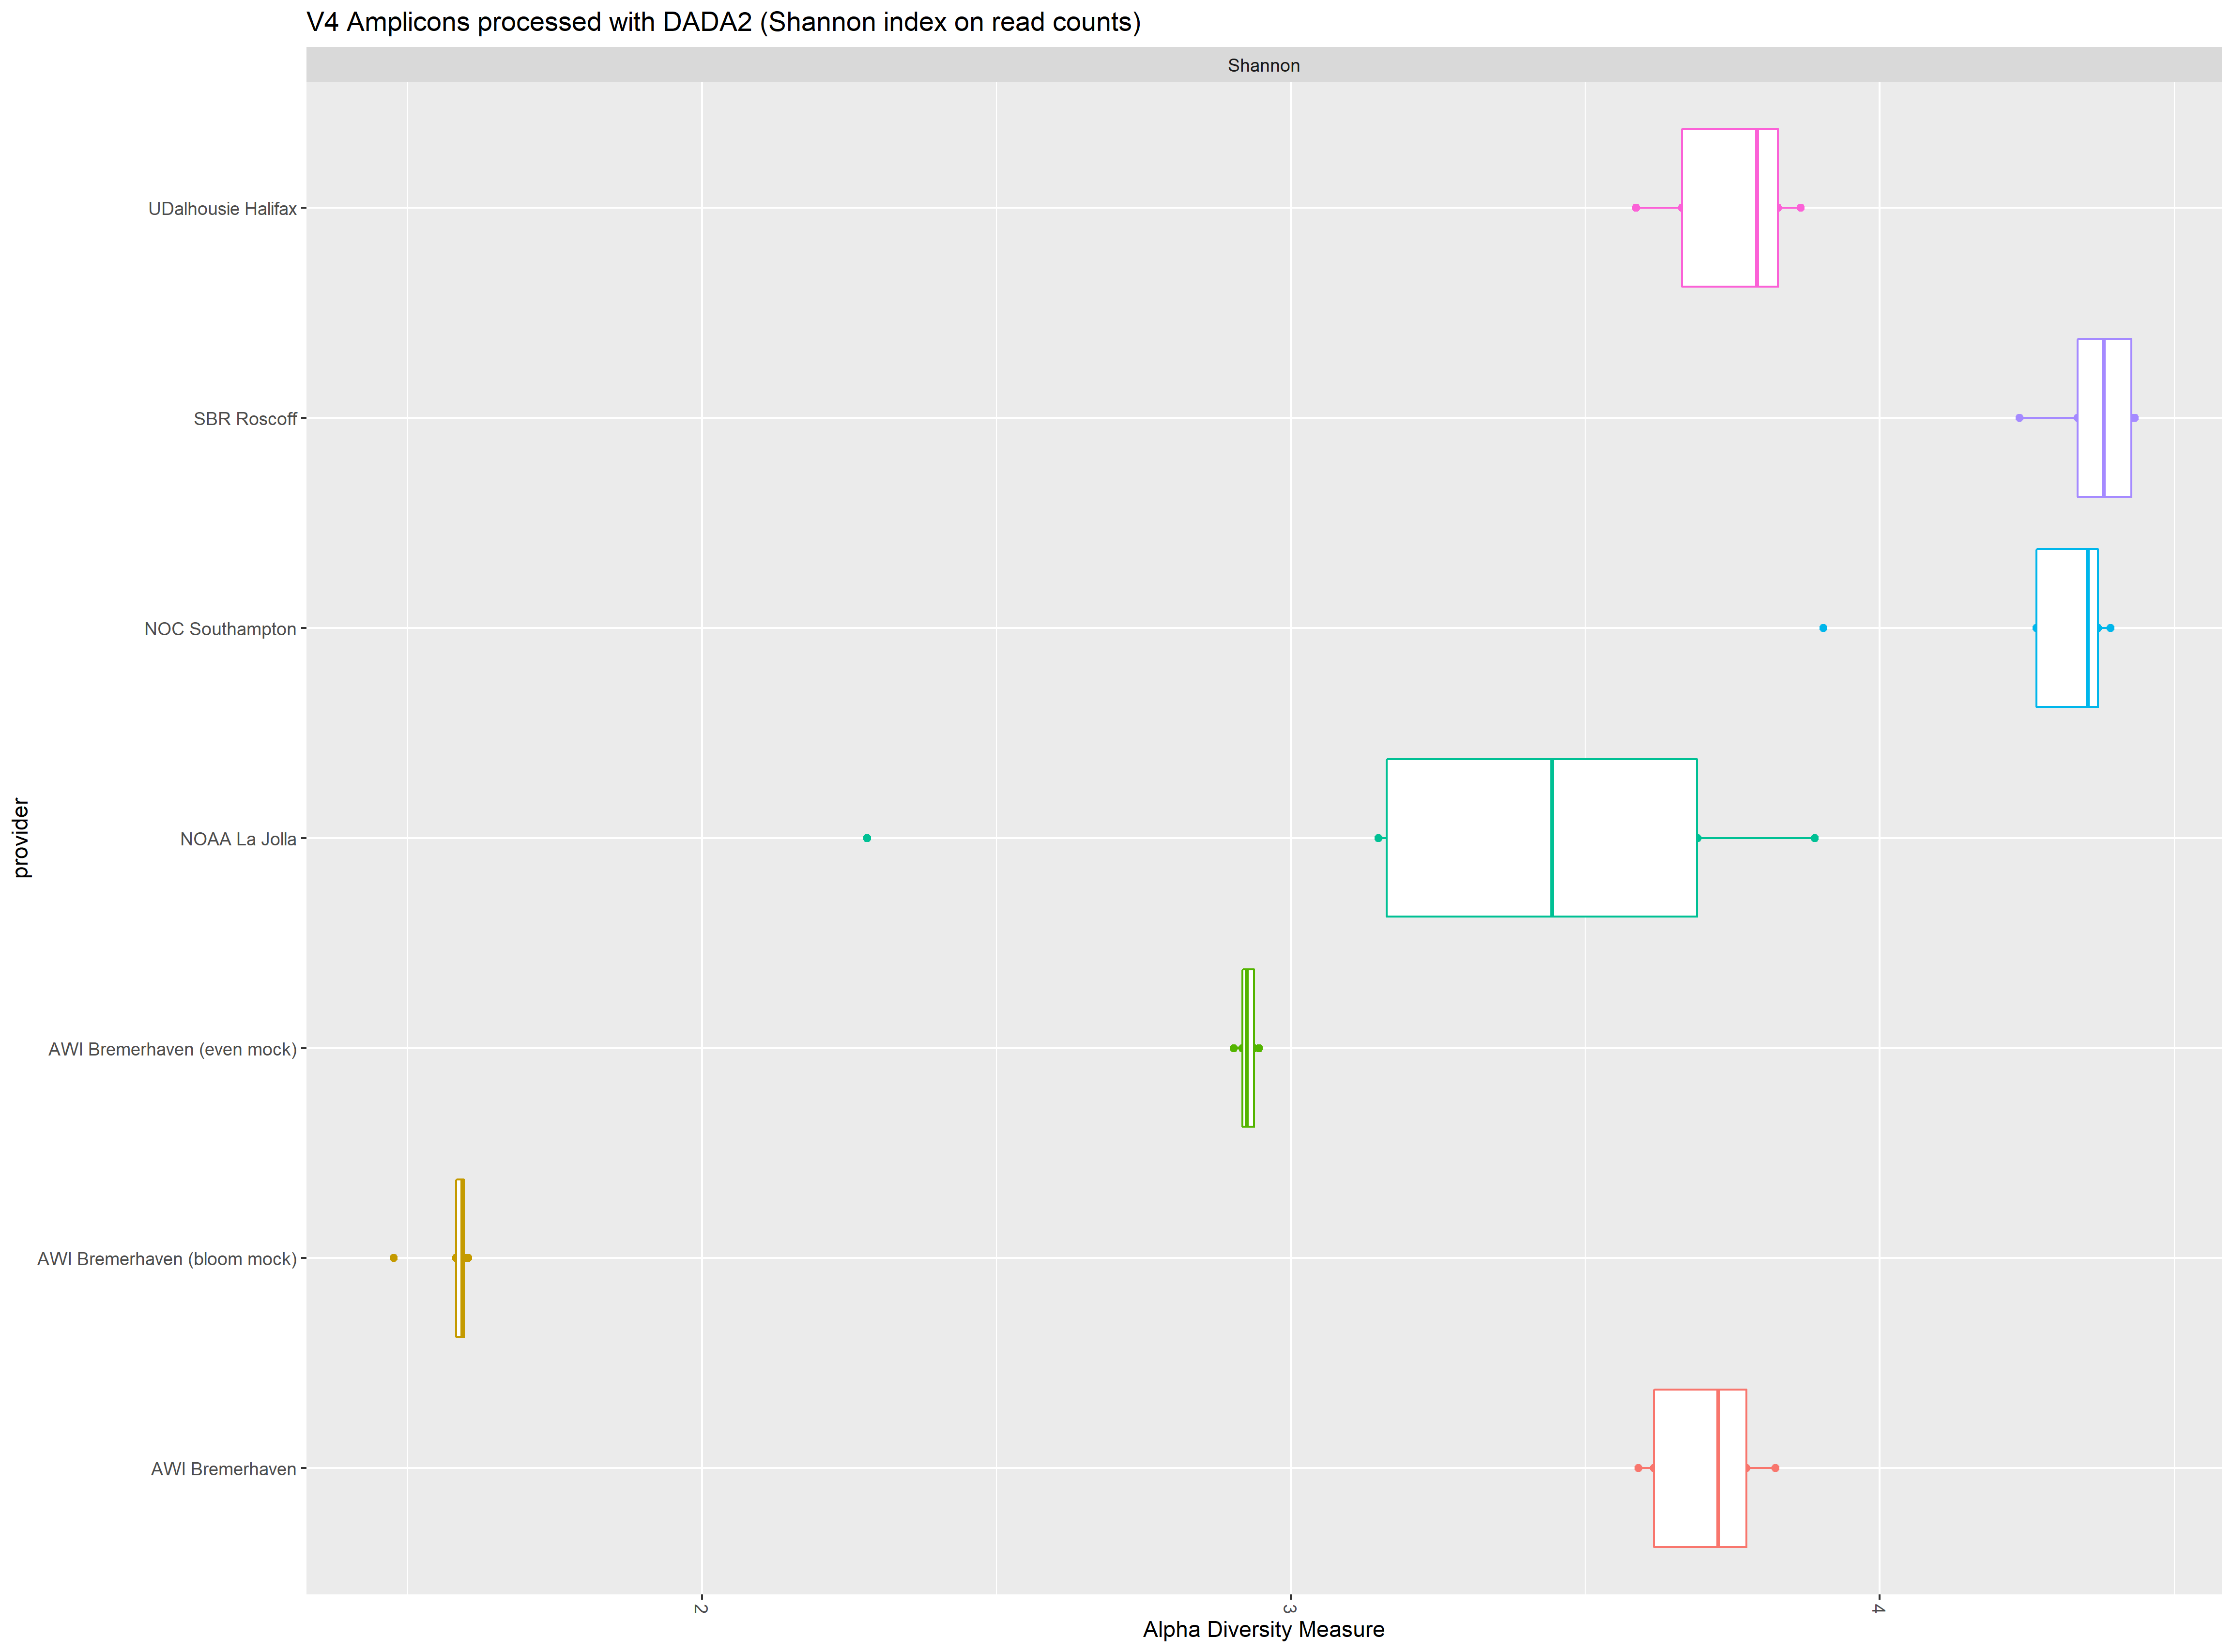 V4 Amplicons processed with DADA2 (Shannon index on read counts)
Shannon
provider
UDalhousie Halifax
SBR Roscoff
NOC Southampton
NOAA La Jolla
AWI Bremerhaven (even mock)
AWI Bremerhaven (bloom mock)
AWI Bremerhaven
2 3 4
Alpha Diversity Measure